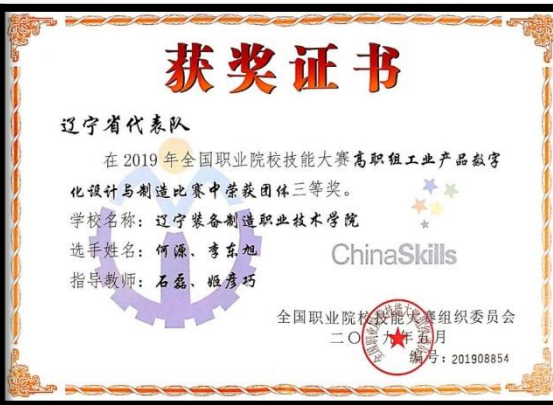 获奖证书
辽宁省代表队
在 2019 年全国职业院校技能大赛高职组工业产品数字
化设计与制造比赛中荣获团体三等奖。
学校名称：辽宁装备制造职业技术学院
选手姓名：何源、李东旭
指导教师：石磊、姬彦巧
ChinaSkills
全国职业院校技能大赛组织委员会
二〇一九年五月
编号：201908854